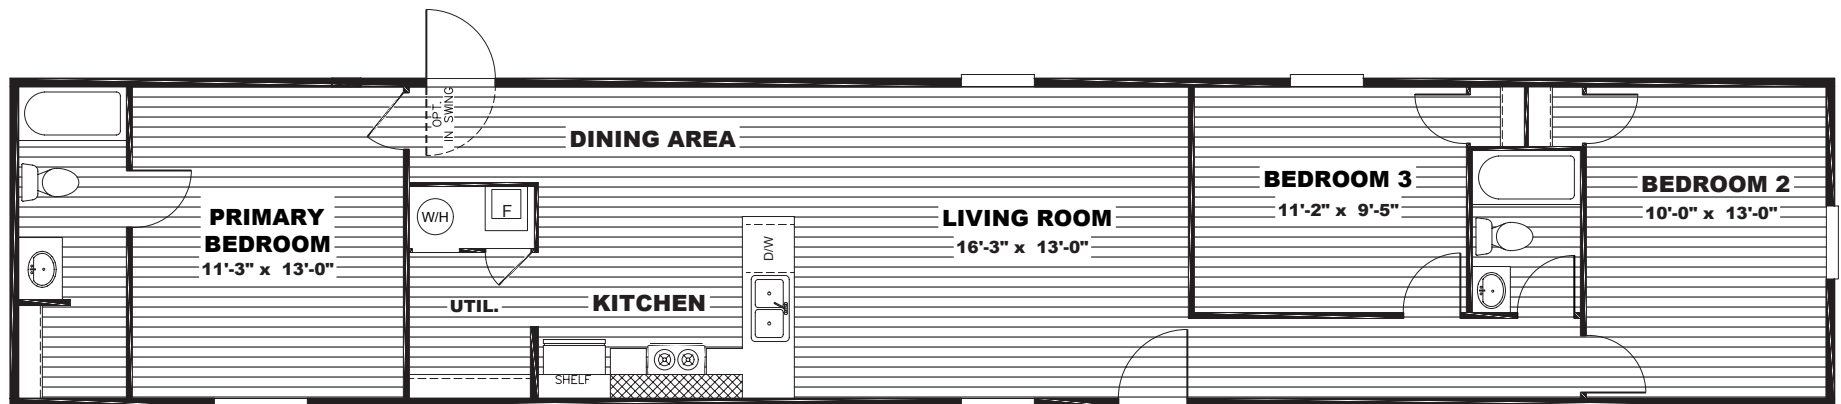 OPT.
IN SWING
DINING AREA
W/H
F
PRIMARY
BEDROOM
11'-3" x 13'-0"
UTIL.
KITCHEN
D/W
SHELF
LIVING ROOM
16'-3" x 13'-0"
BEDROOM 3
11'-2" x 9'-5"
BEDROOM 2
10'-0" x 13'-0"